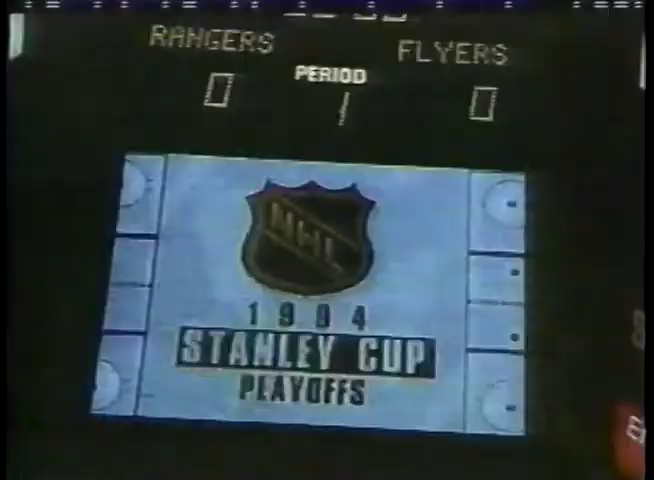 RANGERS FLYERS
PERIOD
0 1 0
NHL
1994
STANLEY CUP
PLAYOFFS